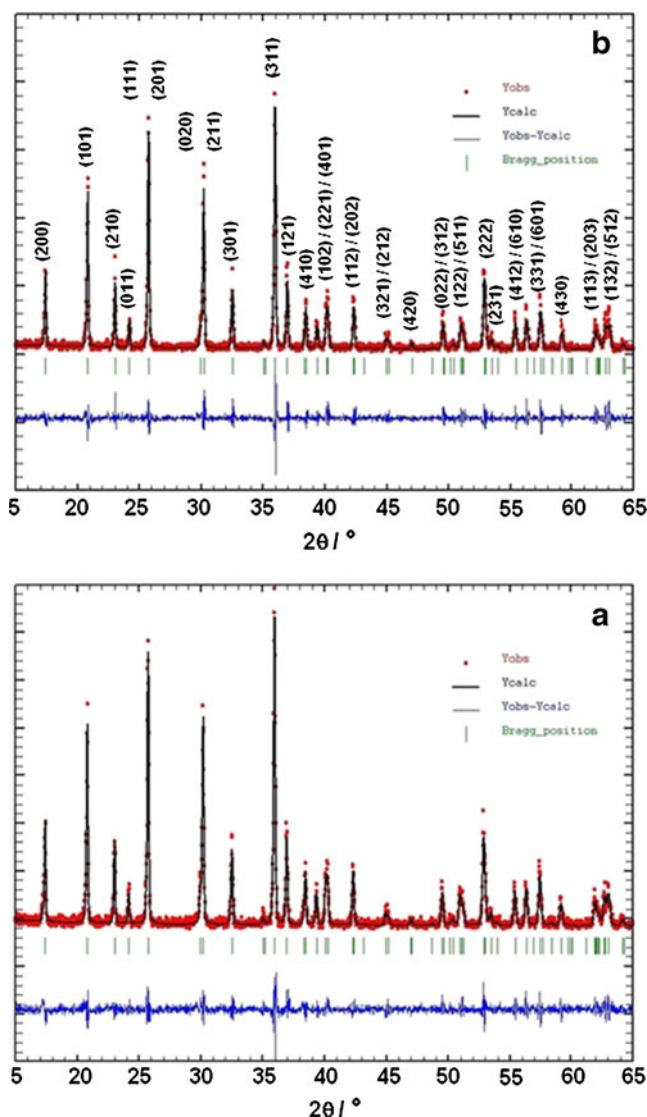 b
(311)
(111)
(201)
(020)
(211)
(101)
(200)
(210)
(011)
(301)
(121)
(410)
(102) / (221) / (401)
(112) / (202)
(321) / (212)
(420)
(022) / (312)
(122) / (511)
(222)
(231)
(412) / (610)
(331) / (601)
(430)
(113) / (203)
(132) / (512)
Yobs
Ycalc
Yobs-Ycalc
Bragg_position
5 20 25 30 35 40 45 50 55 60 65
2θ / °
a
Yobs
Ycalc
Yobs-Ycalc
Bragg_position
5 20 25 30 35 40 45 50 55 60 65
2θ / °